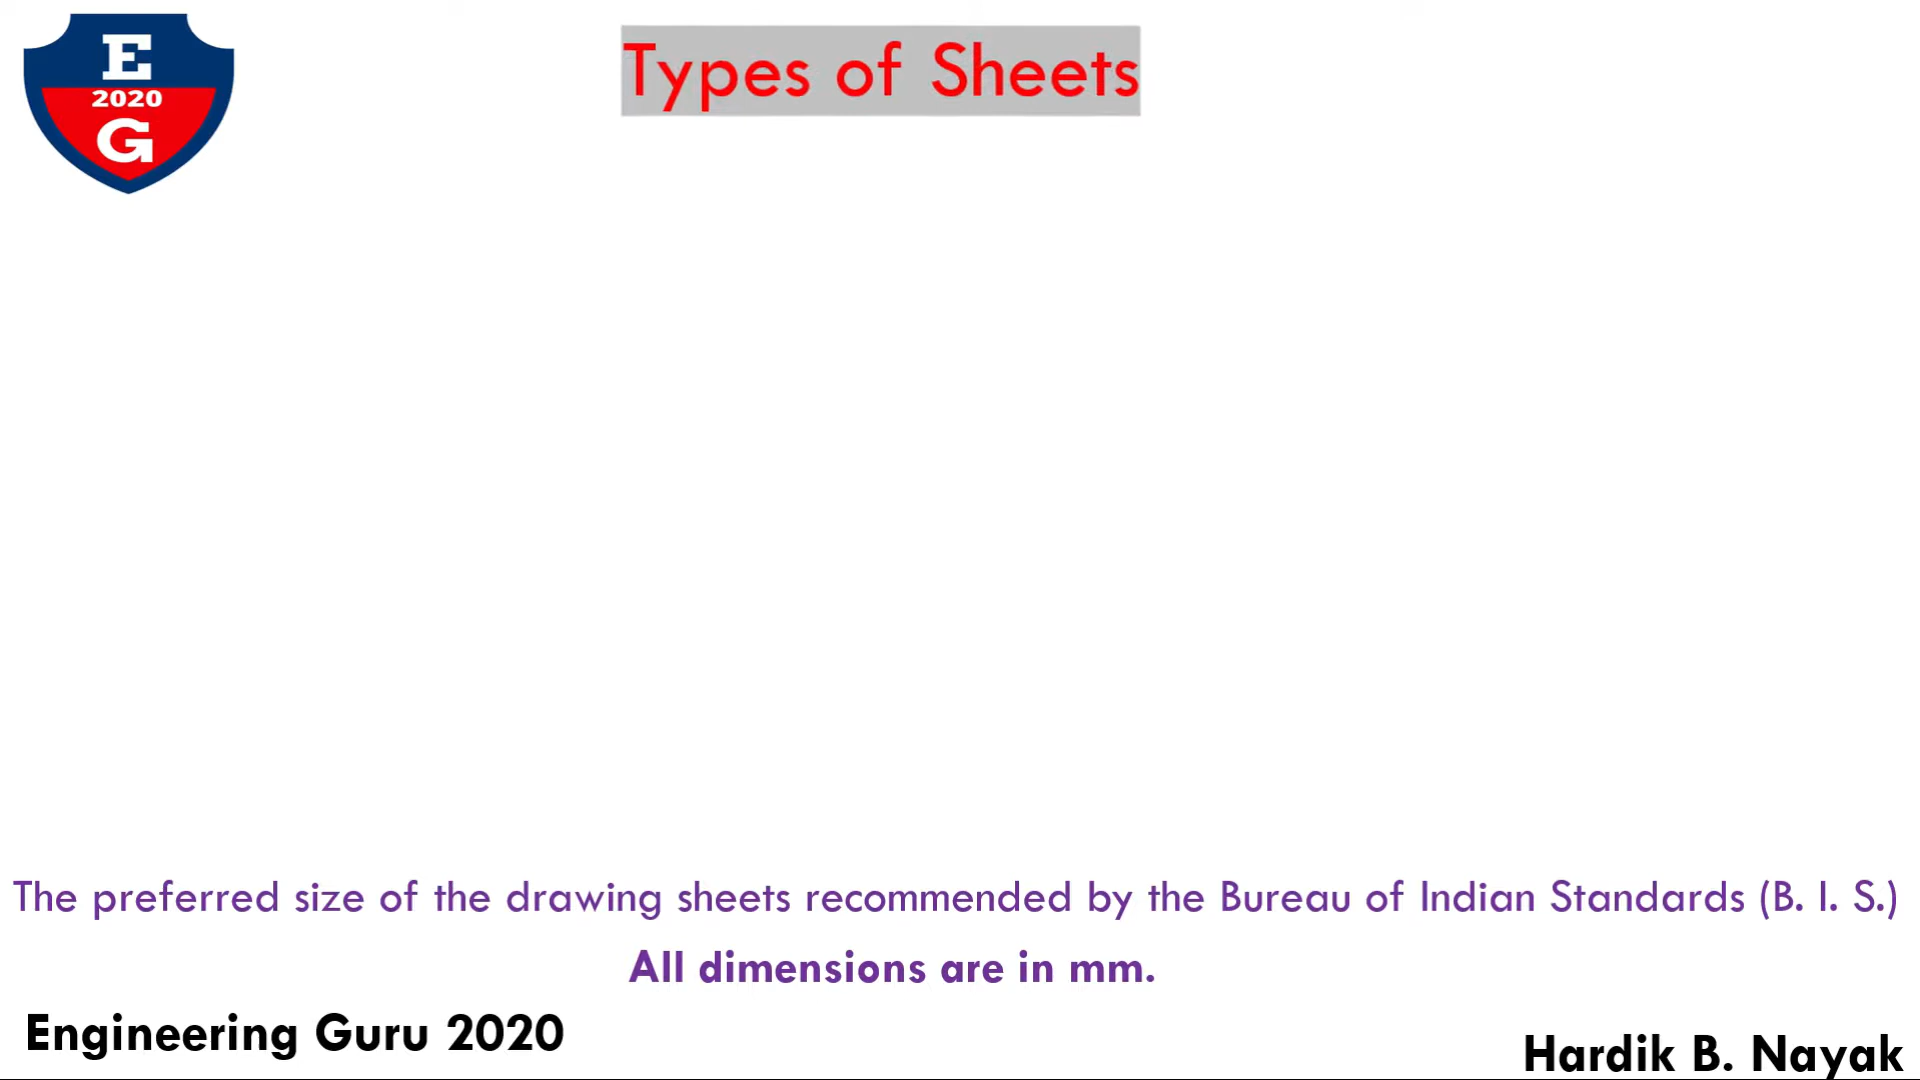 E
2020
G
Types of Sheets
The preferred size of the drawing sheets recommended by the Bureau of Indian Standards (B. I. S.)
All dimensions are in mm.
Engineering Guru 2020
Hardik B. Nayak